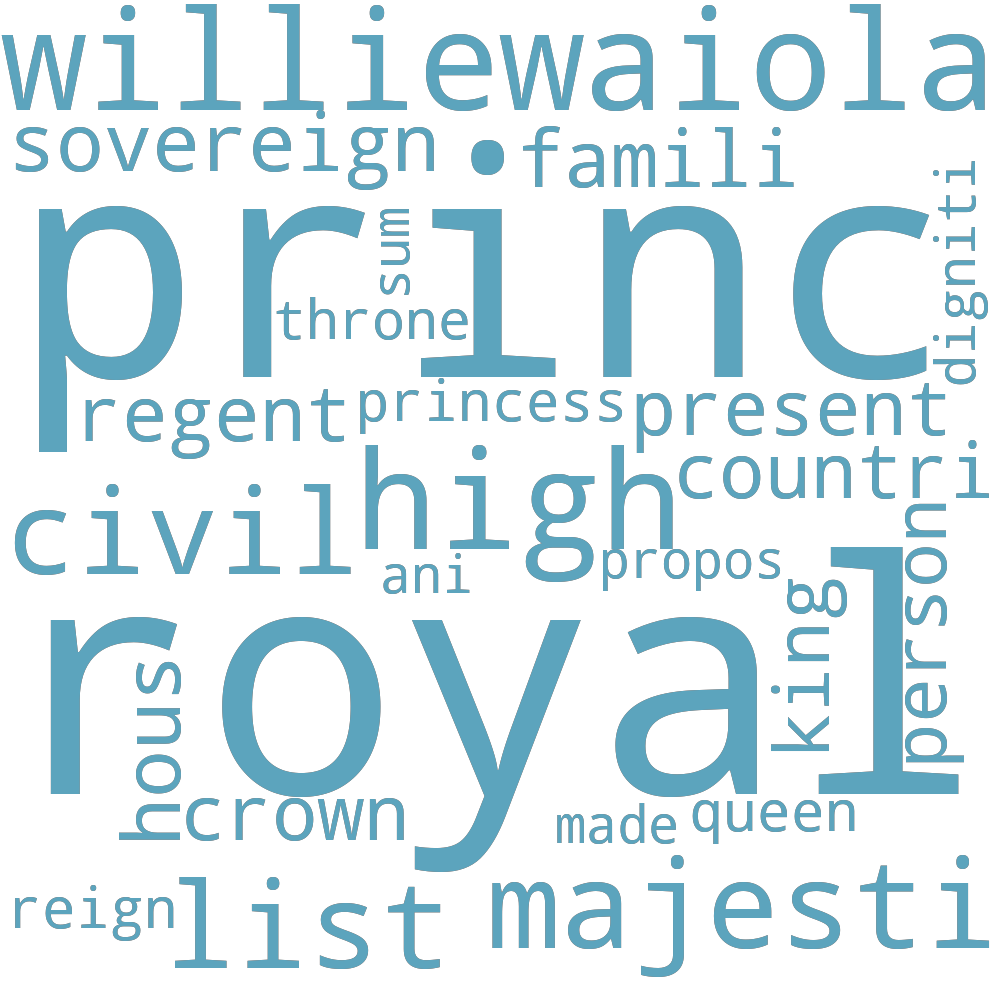 williewaiola
sovereign
famili
digniti
princ
sum
throne
regent
princess
present
high
countri
civil
ani
propos
person
king
royal
hous
crown
made
queen
reign
list
majesti